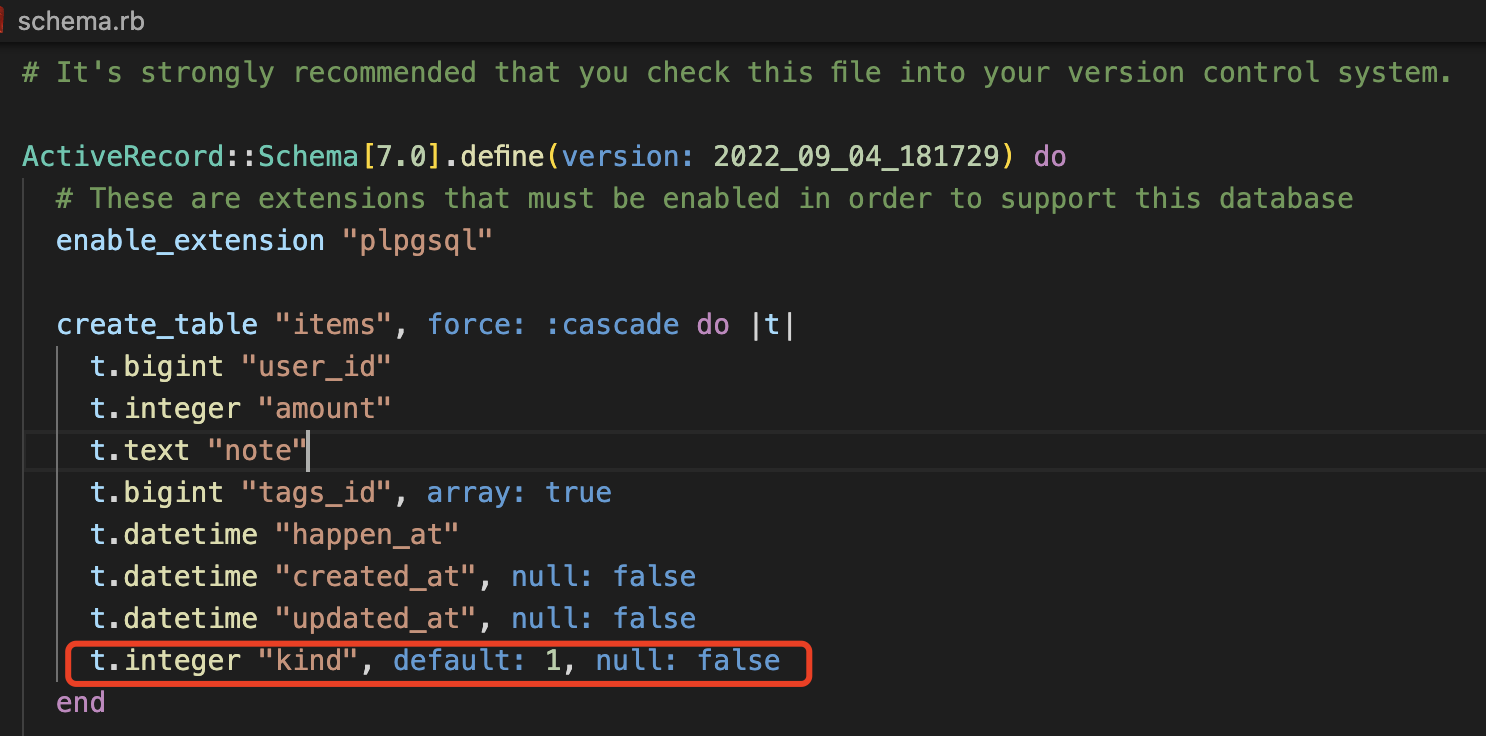 schema.rb
# It's strongly recommended that you check this file into your version control system.
ActiveRecord::Schema[7.0].define(version: 2022_09_04_181729) do
# These are extensions that must be enabled in order to support this database
enable_extension "plpgsql"
create_table "items", force: :cascade do |t|
t.bigint "user_id"
t.integer "amount"
t.text "note"
t.bigint "tags_id", array: true
t.datetime "happen_at"
t.datetime "created_at", null: false
t.datetime "updated_at", null: false
t.integer "kind", default: 1, null: false
end